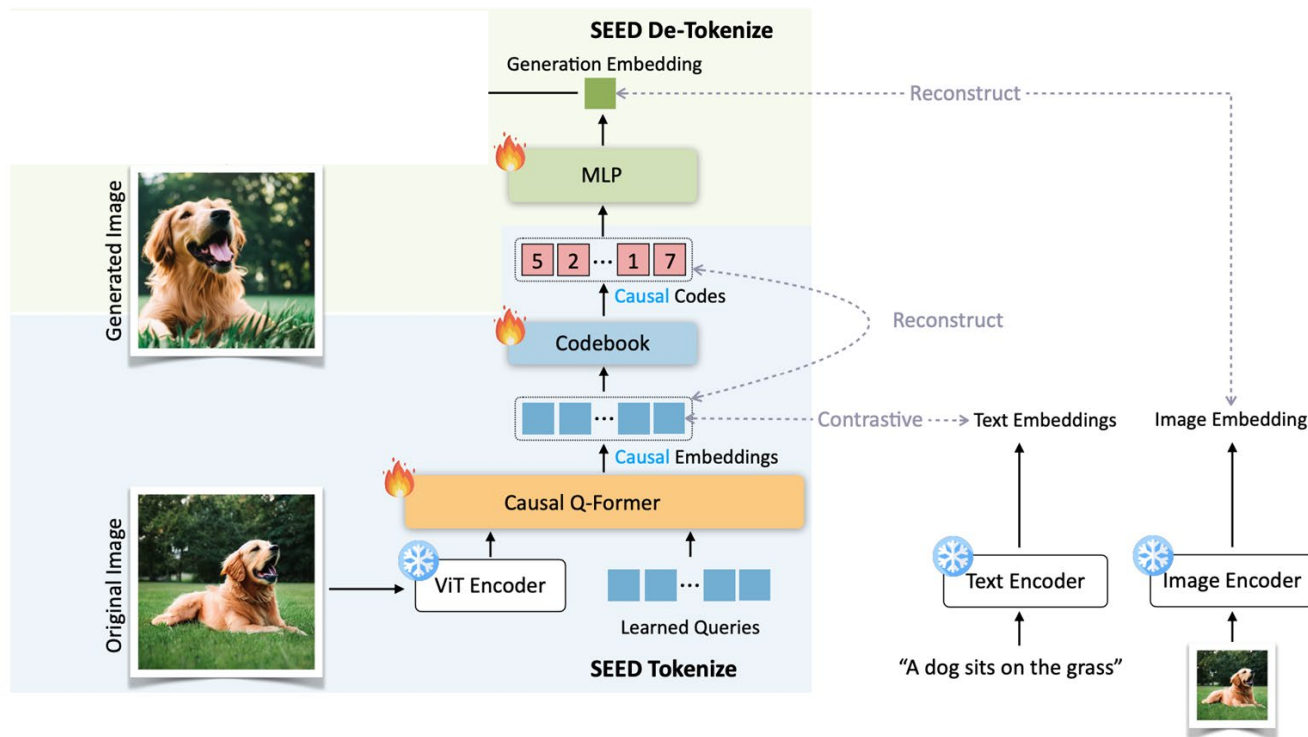 SEED De-Tokenize
Generation Embedding
Reconstruct
MLP
Generated Image
5 2 ... 1 7
Causal Codes
Reconstruct
Codebook
Contrastive
Text Embeddings
Image Embedding
Causal Embeddings
Causal Q-Former
Original Image
ViT Encoder
Text Encoder
Image Encoder
Learned Queries
SEED Tokenize
“A dog sits on the grass”